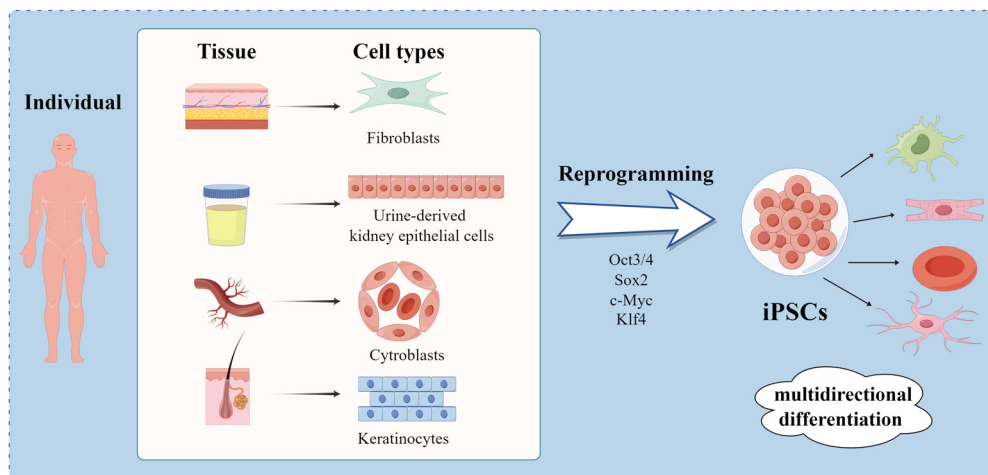 Individual
Tissue
Cell types
Fibroblasts
Urine-derived
kidney epithelial cells
Cytroblasts
Keratinocytes
Reprogramming
Oct3/4
Sox2
c-Myc
Klf4
iPSCs
multidirectional
differentiation